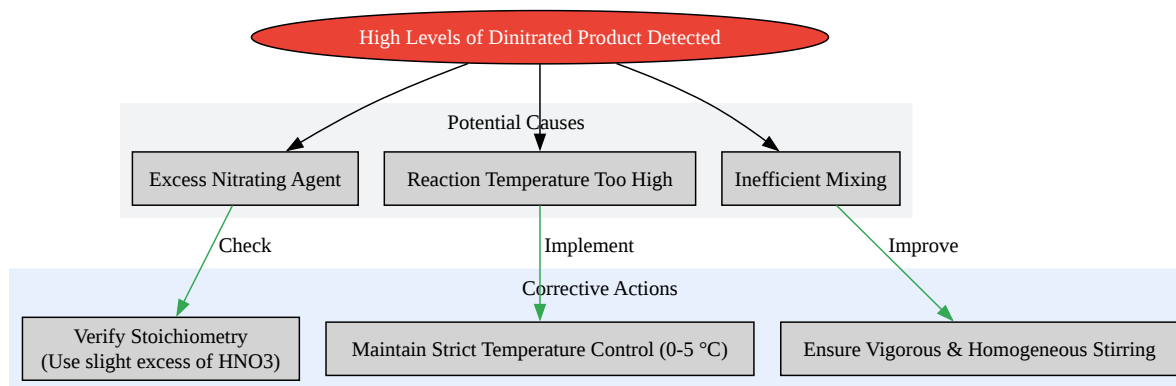 High Levels of Dinitrated Product Detected
Potential Causes
Excess Nitrating Agent
Reaction Temperature Too High
Inefficient Mixing
Check
Implement
Improve
Corrective Actions
Verify Stoichiometry
(Use slight excess of HNO3)
Maintain Strict Temperature Control (0-5 °C)
Ensure Vigorous & Homogeneous Stirring